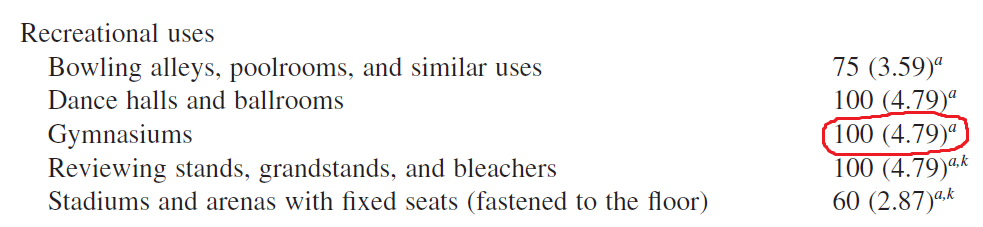 Recreational uses
Bowling alleys, poolrooms, and similar uses 75 (3.59)ᵃ
Dance halls and ballrooms 100 (4.79)ᵃ
Gymnasiums 100 (4.79)ᵃ
Reviewing stands, grandstands, and bleachers 100 (4.79)ᵃ,ᵏ
Stadiums and arenas with fixed seats (fastened to the floor) 60 (2.87)ᵃ,ᵏ